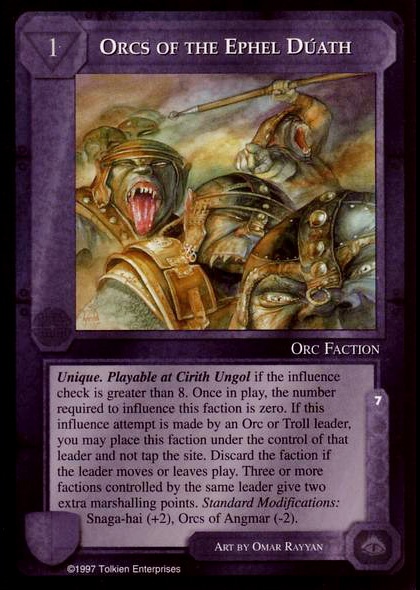 1
ORCS OF THE EPHEL DÚATH
ORC FACTION
Unique. Playable at Cirith Ungol if the influence
check is greater than 8. Once in play, the number
required to influence this faction is zero. If this
influence attempt is made by an Orc or Troll leader,
you may place this faction under the control of that
leader and not tap the site. Discard the faction if
the leader moves or leaves play. Three or more
factions controlled by the same leader give two
extra marshalling points. Standard Modifications:
Snaga-hai (+2), Orcs of Angmar (-2).
7
ART BY OMAR RAYYAN
©1997 Tolkien Enterprises